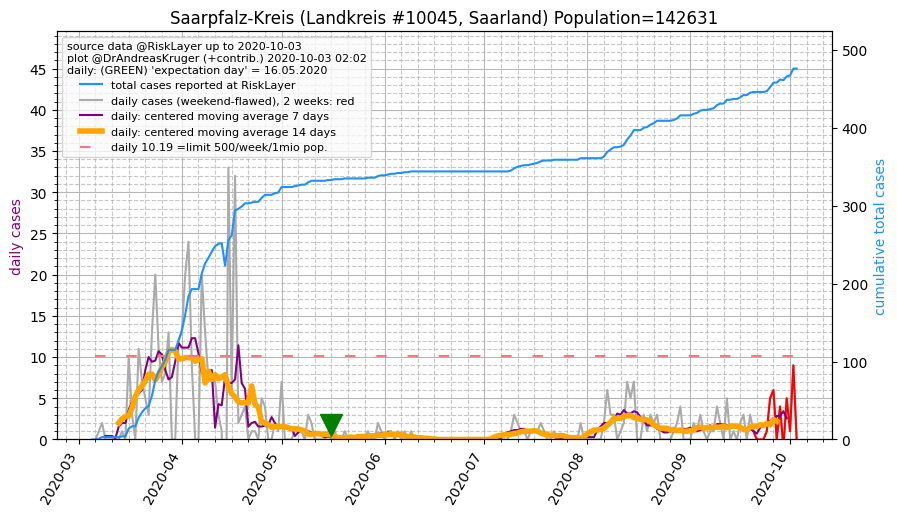 Saarpfalz-Kreis (Landkreis #10045, Saarland) Population=142631
source data @RiskLayer up to 2020-10-03
plot @DrAndreasKruger (+contrib.) 2020-10-03 02:02
daily: (GREEN) 'expectation day' = 16.05.2020
total cases reported at RiskLayer
daily cases (weekend-flawed), 2 weeks: red
daily: centered moving average 7 days
daily: centered moving average 14 days
daily 10.19 =limit 500/week/1mio pop.
daily cases
45
40
35
30
25
20
15
10
5
0
500
400
300
200
100
0
cumulative total cases
2020-03
2020-04
2020-05
2020-06
2020-07
2020-08
2020-09
2020-10